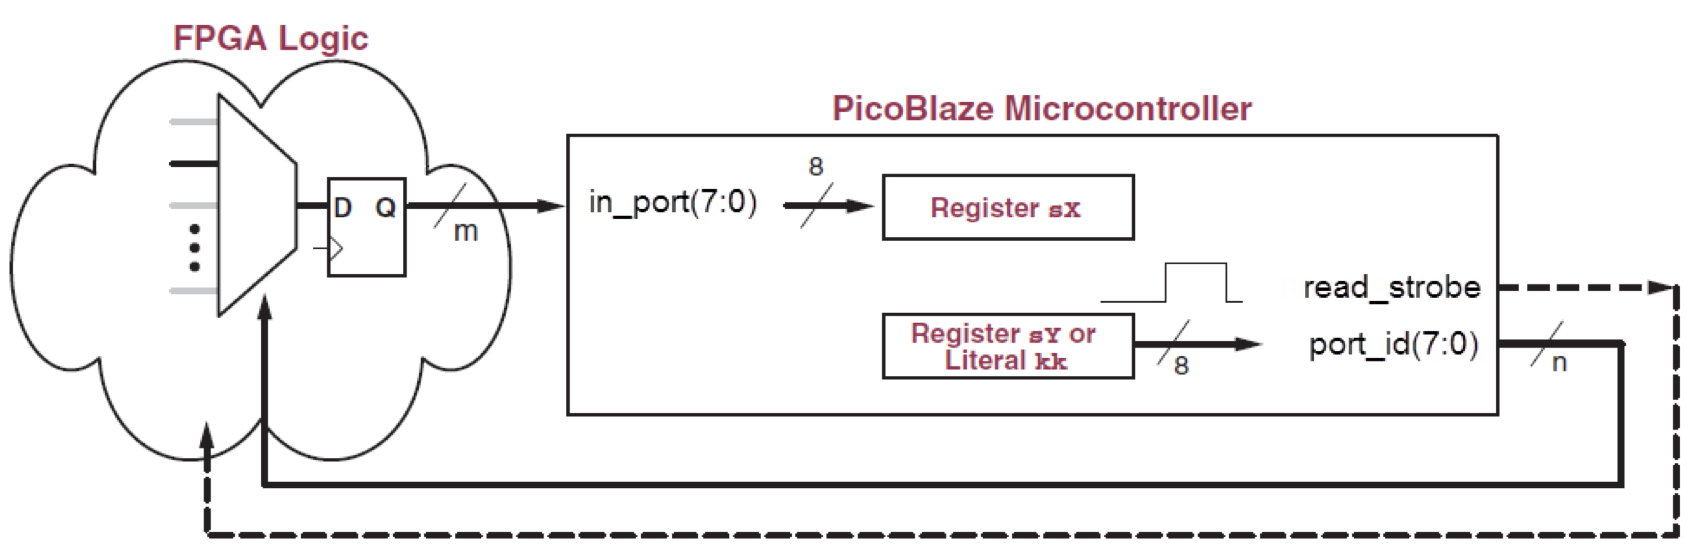 FPGA Logic
PicoBlaze Microcontroller
D Q
m
in_port(7:0)
8
Register sX
read_strobe
Register sY or
Literal kk
8
port_id(7:0)
n